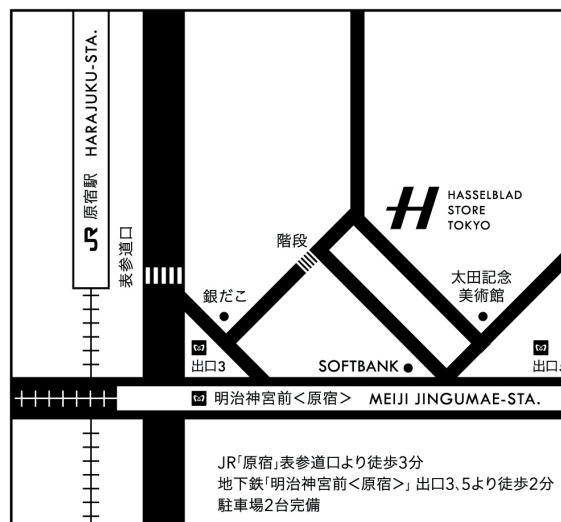 JR 原宿駅 HARAJUKU-STA.
表参道口
HASSELBLAD
STORE
TOKYO
階段
銀だこ
太田記念
美術館
出口3
SOFTBANK
出口
明治神宮前＜原宿＞ MEIJI JINGUMAE-STA.
JR「原宿」表参道口より徒歩3分
地下鉄「明治神宮前＜原宿＞」出口3、5より徒歩2分
駐車場2台完備